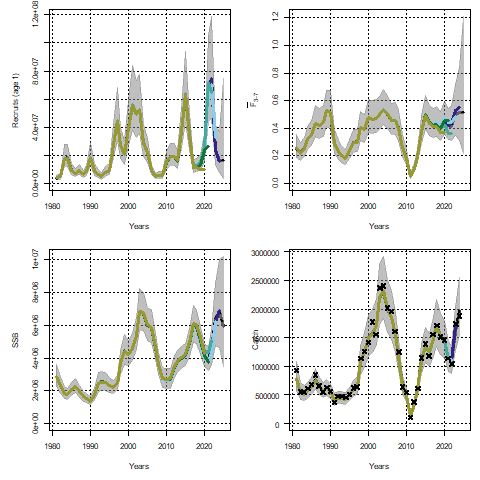 1.2e+08
8.0e+07
4.0e+07
0.0e+00
Recruits (age 1)
1980 1990 2000 2010 2020
Years
1.2
1.0
0.8
0.6
0.4
0.2
0.0
F3-7
1980 1990 2000 2010 2020
Years
1e+07
8e+06
6e+06
4e+06
2e+06
0e+00
SSB
1980 1990 2000 2010 2020
Years
3000000
2500000
2000000
1500000
1000000
500000
0
Catch
1980 1990 2000 2010 2020
Years